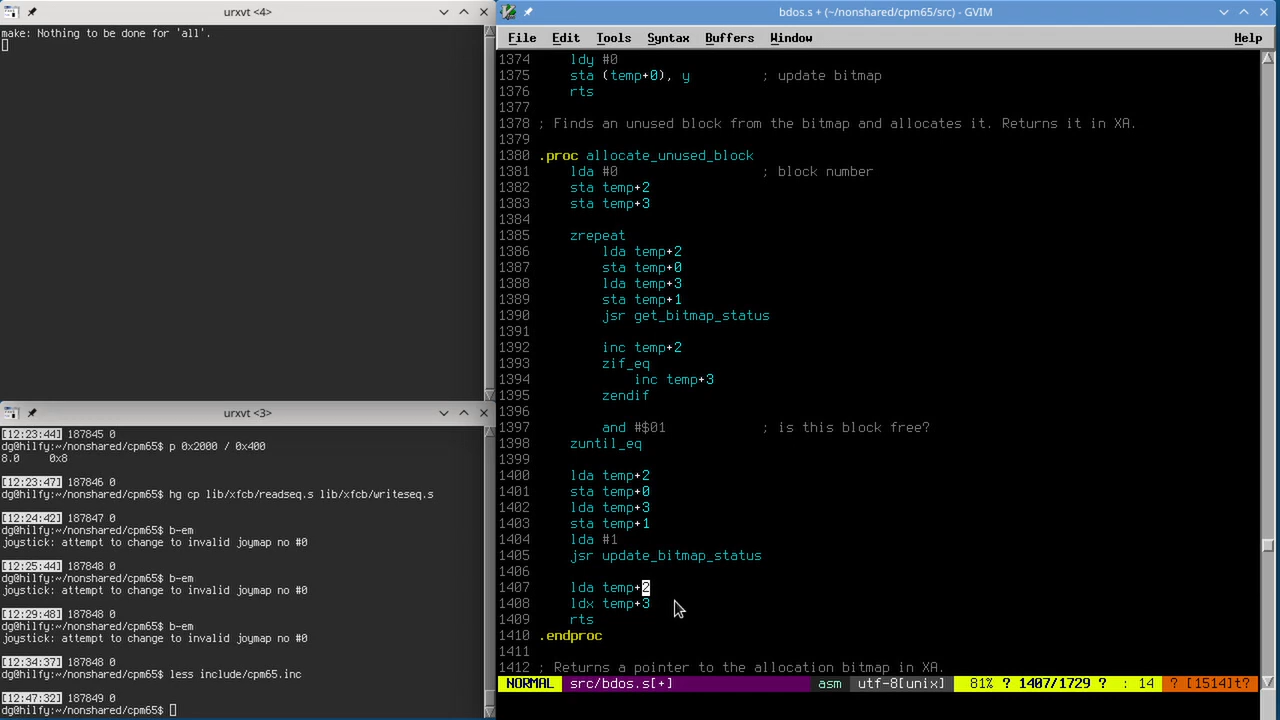 urxvt <4>
make: Nothing to be done for 'all'.
urxvt <3>
[12:23:44] 187845 0
dg@hilfy:~/nonshared/cpm65$ p 0x2000 / 0x400
8.0     0x8
[12:23:47] 187846 0
dg@hilfy:~/nonshared/cpm65$ hg cp lib/xfcb/readseq.s lib/xfcb/writeseq.s
[12:24:42] 187847 0
dg@hilfy:~/nonshared/cpm65$ b-em
joystick: attempt to change to invalid joymap no #0
[12:25:44] 187848 0
dg@hilfy:~/nonshared/cpm65$ b-em
joystick: attempt to change to invalid joymap no #0
[12:29:48] 187848 0
dg@hilfy:~/nonshared/cpm65$ b-em
joystick: attempt to change to invalid joymap no #0
[12:34:37] 187848 0
dg@hilfy:~/nonshared/cpm65$ less include/cpm65.inc
[12:47:32] 187849 0
dg@hilfy:~/nonshared/cpm65$
bdos.s + (~/nonshared/cpm65/src) - GVIM
File Edit Tools Syntax Buffers Window Help
1374     ldy #0
1375     sta (temp+0), y         ; update bitmap
1376     rts
1377
1378 ; Finds an unused block from the bitmap and allocates it. Returns it in XA.
1379
1380 .proc allocate_unused_block
1381     lda #0                  ; block number
1382     sta temp+2
1383     sta temp+3
1384
1385     zrepeat
1386         lda temp+2
1387         sta temp+0
1388         lda temp+3
1389         sta temp+1
1390         jsr get_bitmap_status
1391
1392         inc temp+2
1393         zif_eq
1394             inc temp+3
1395         zendif
1396
1397         and #$01            ; is this block free?
1398     zuntil_eq
1399
1400     lda temp+2
1401     sta temp+0
1402     lda temp+3
1403     sta temp+1
1404     lda #1
1405     jsr update_bitmap_status
1406
1407     lda temp+2
1408     ldx temp+3
1409     rts
1410 .endproc
1411
1412 ; Returns a pointer to the allocation bitmap in XA.
NORMAL src/bdos.s[+] asm utf-8[unix] 81% ? 1407/1729 ? : 14 ? [1514]t?